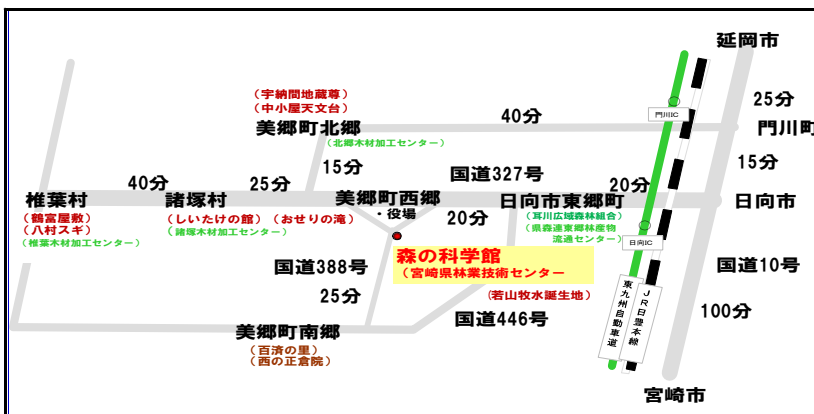 延岡市
（宇納間地蔵尊）
（中小屋天文台）
25分
40分
門川IC
美郷町北郷
門川町
（北郷木材加工センター）
15分
国道327号
15分
40分
25分
20分
椎葉村
諸塚村
美郷町西郷
日向市東郷町
日向市
・役場
（鶴富屋敷）
（しいたけの館）（おせりの滝）
20分
（耳川広域森林組合）
（八村スギ）
（諸塚木材加工センター）
（県森連東郷林産物
流通センター）
（椎葉木材加工センター）
日向IC
森の科学館
（宮崎県林業技術センター
国道388号
国道10号
25分
（若山牧水誕生地）
東九州自動車道
JR日豊本線
100分
国道446号
美郷町南郷
（百済の里）
（西の正倉院）
宮崎市